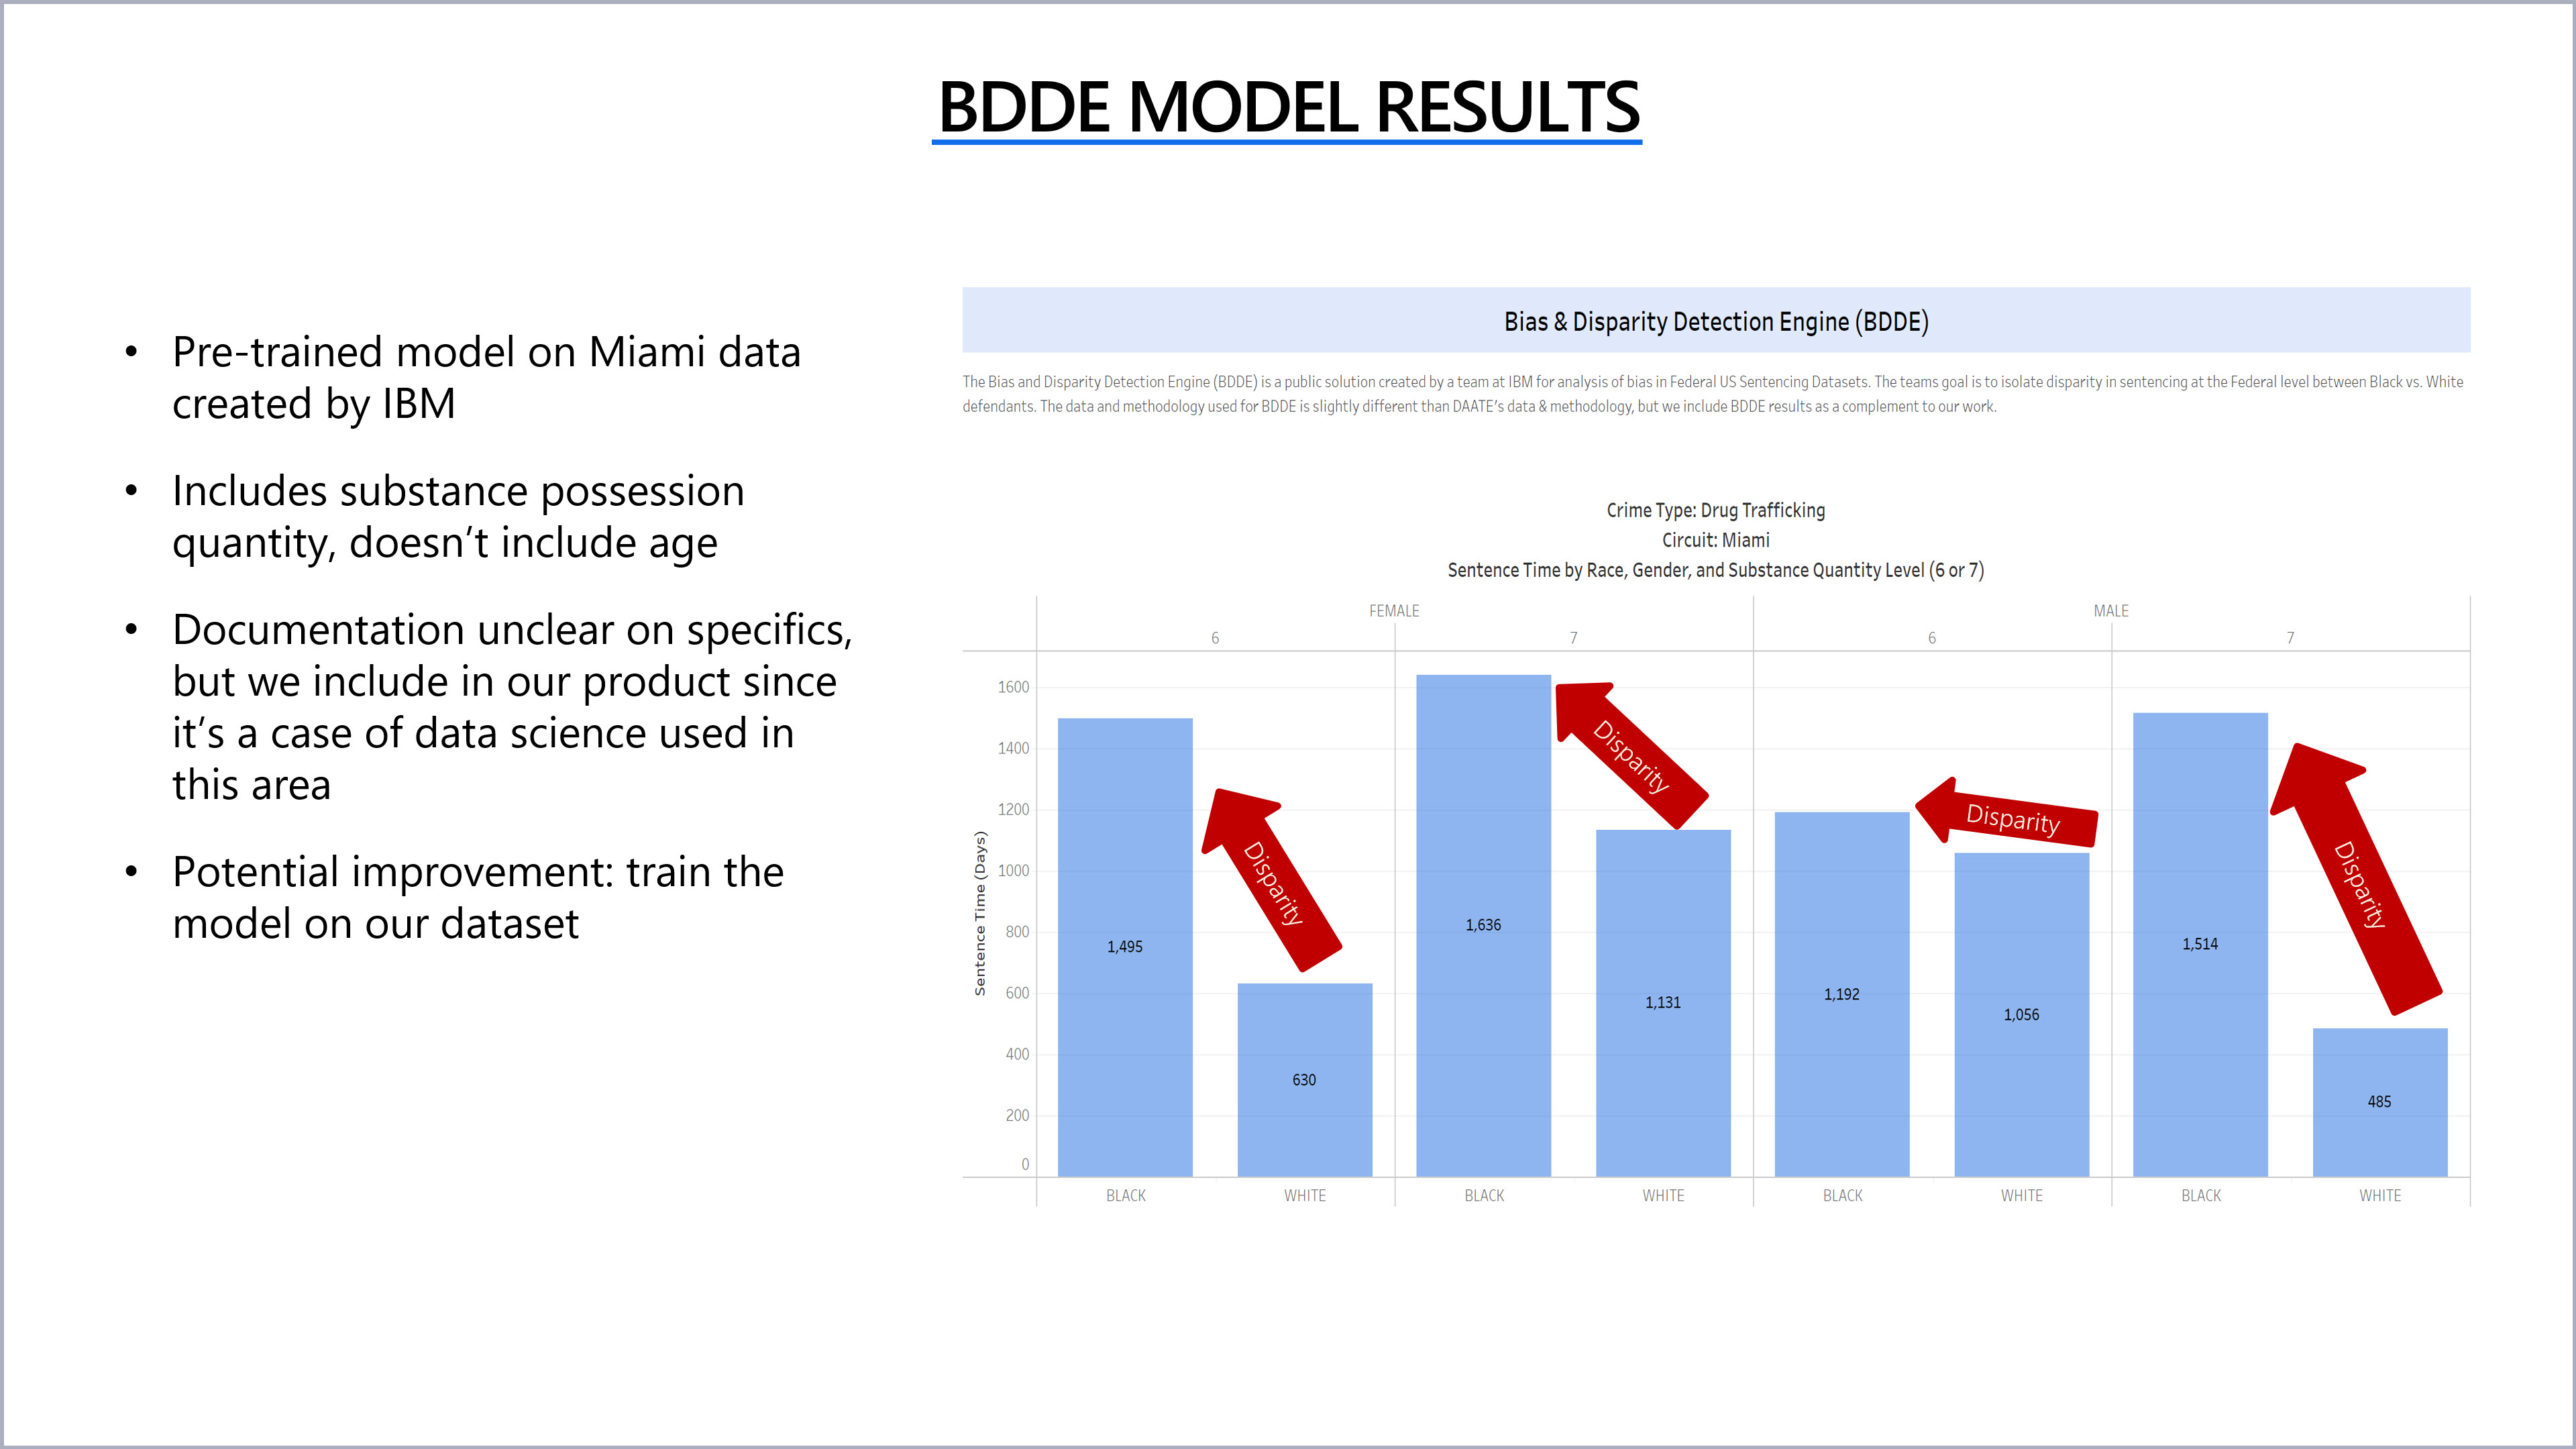 BDDE MODEL RESULTS
• Pre-trained model on Miami data
created by IBM
• Includes substance possession
quantity, doesn’t include age
• Documentation unclear on specifics,
but we include in our product since
it’s a case of data science used in
this area
• Potential improvement: train the
model on our dataset
Bias & Disparity Detection Engine (BDDE)
The Bias and Disparity Detection Engine (BDDE) is a public solution created by a team at IBM for analysis of bias in Federal US Sentencing Datasets. The teams goal is to isolate disparity in sentencing at the Federal level between Black vs. White
defendants. The data and methodology used for BDDE is slightly different than DAATE’s data & methodology, but we include BDDE results as a complement to our work.
Crime Type: Drug Trafficking
Circuit: Miami
Sentence Time by Race, Gender, and Substance Quantity Level (6 or 7)
FEMALE MALE
6 7 6 7
Sentence Time (Days)
1600
1400
1200
1000
800
600
400
200
0
Disparity
Disparity
Disparity
Disparity
1,495 630 1,636 1,131 1,192 1,056 1,514 485
BLACK WHITE BLACK WHITE BLACK WHITE BLACK WHITE